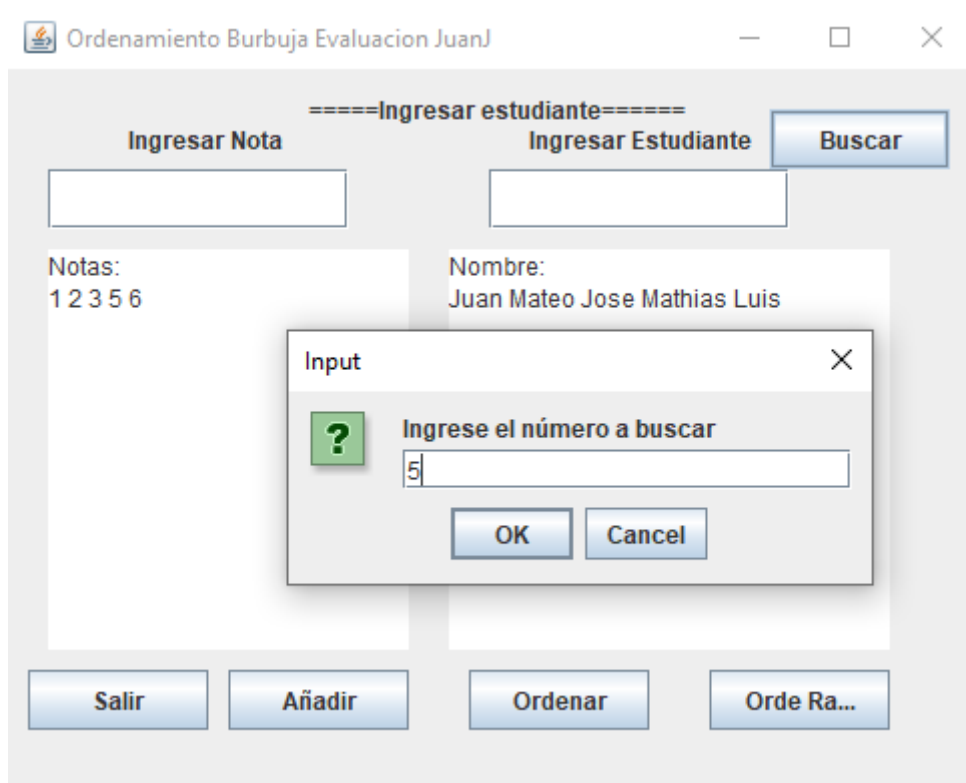 Ordenamiento Burbuja Evaluacion JuanJ
=====Ingresar estudiante======
Ingresar Nota
Ingresar Estudiante
Buscar
Notas:
1 2 3 5 6
Nombre:
Juan Mateo Jose Mathias Luis
Input
?
Ingrese el número a buscar
5
OK
Cancel
Salir
Añadir
Ordenar
Orde Ra...